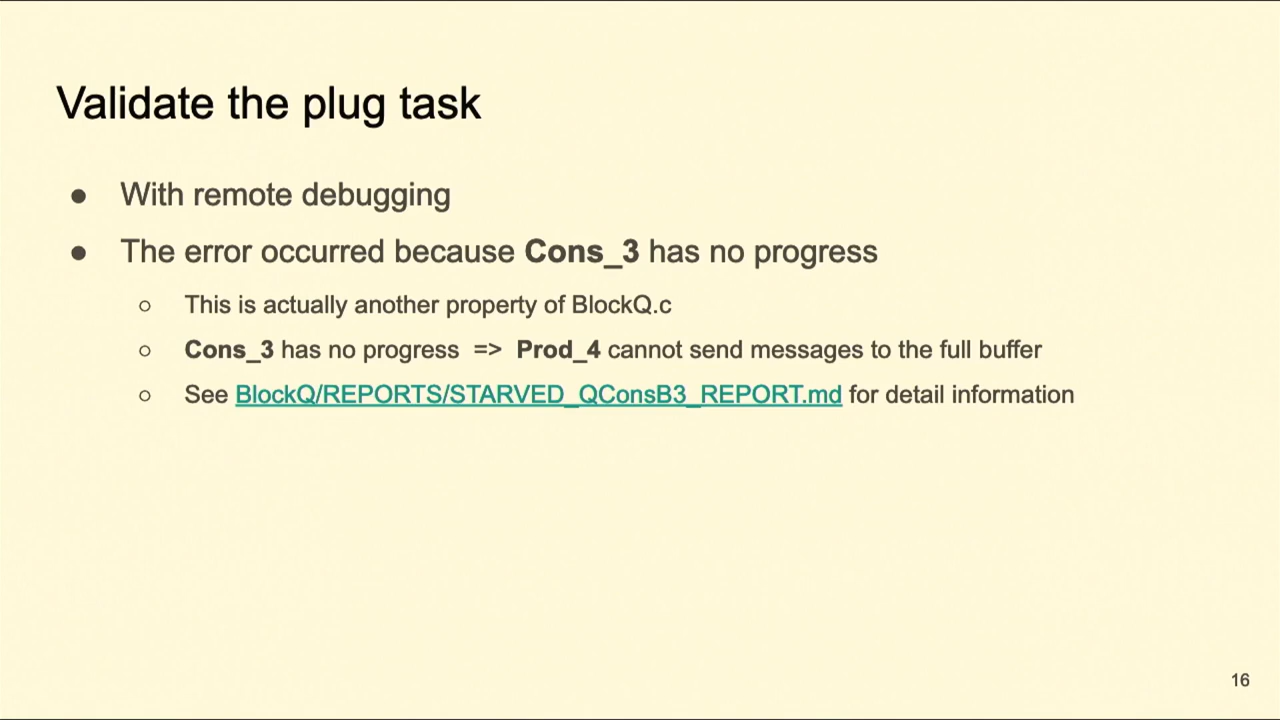 Validate the plug task
● With remote debugging
● The error occurred because Cons_3 has no progress
○ This is actually another property of BlockQ.c
○ Cons_3 has no progress => Prod_4 cannot send messages to the full buffer
○ See BlockQ/REPORTS/STARVED_QConsB3_REPORT.md for detail information
16